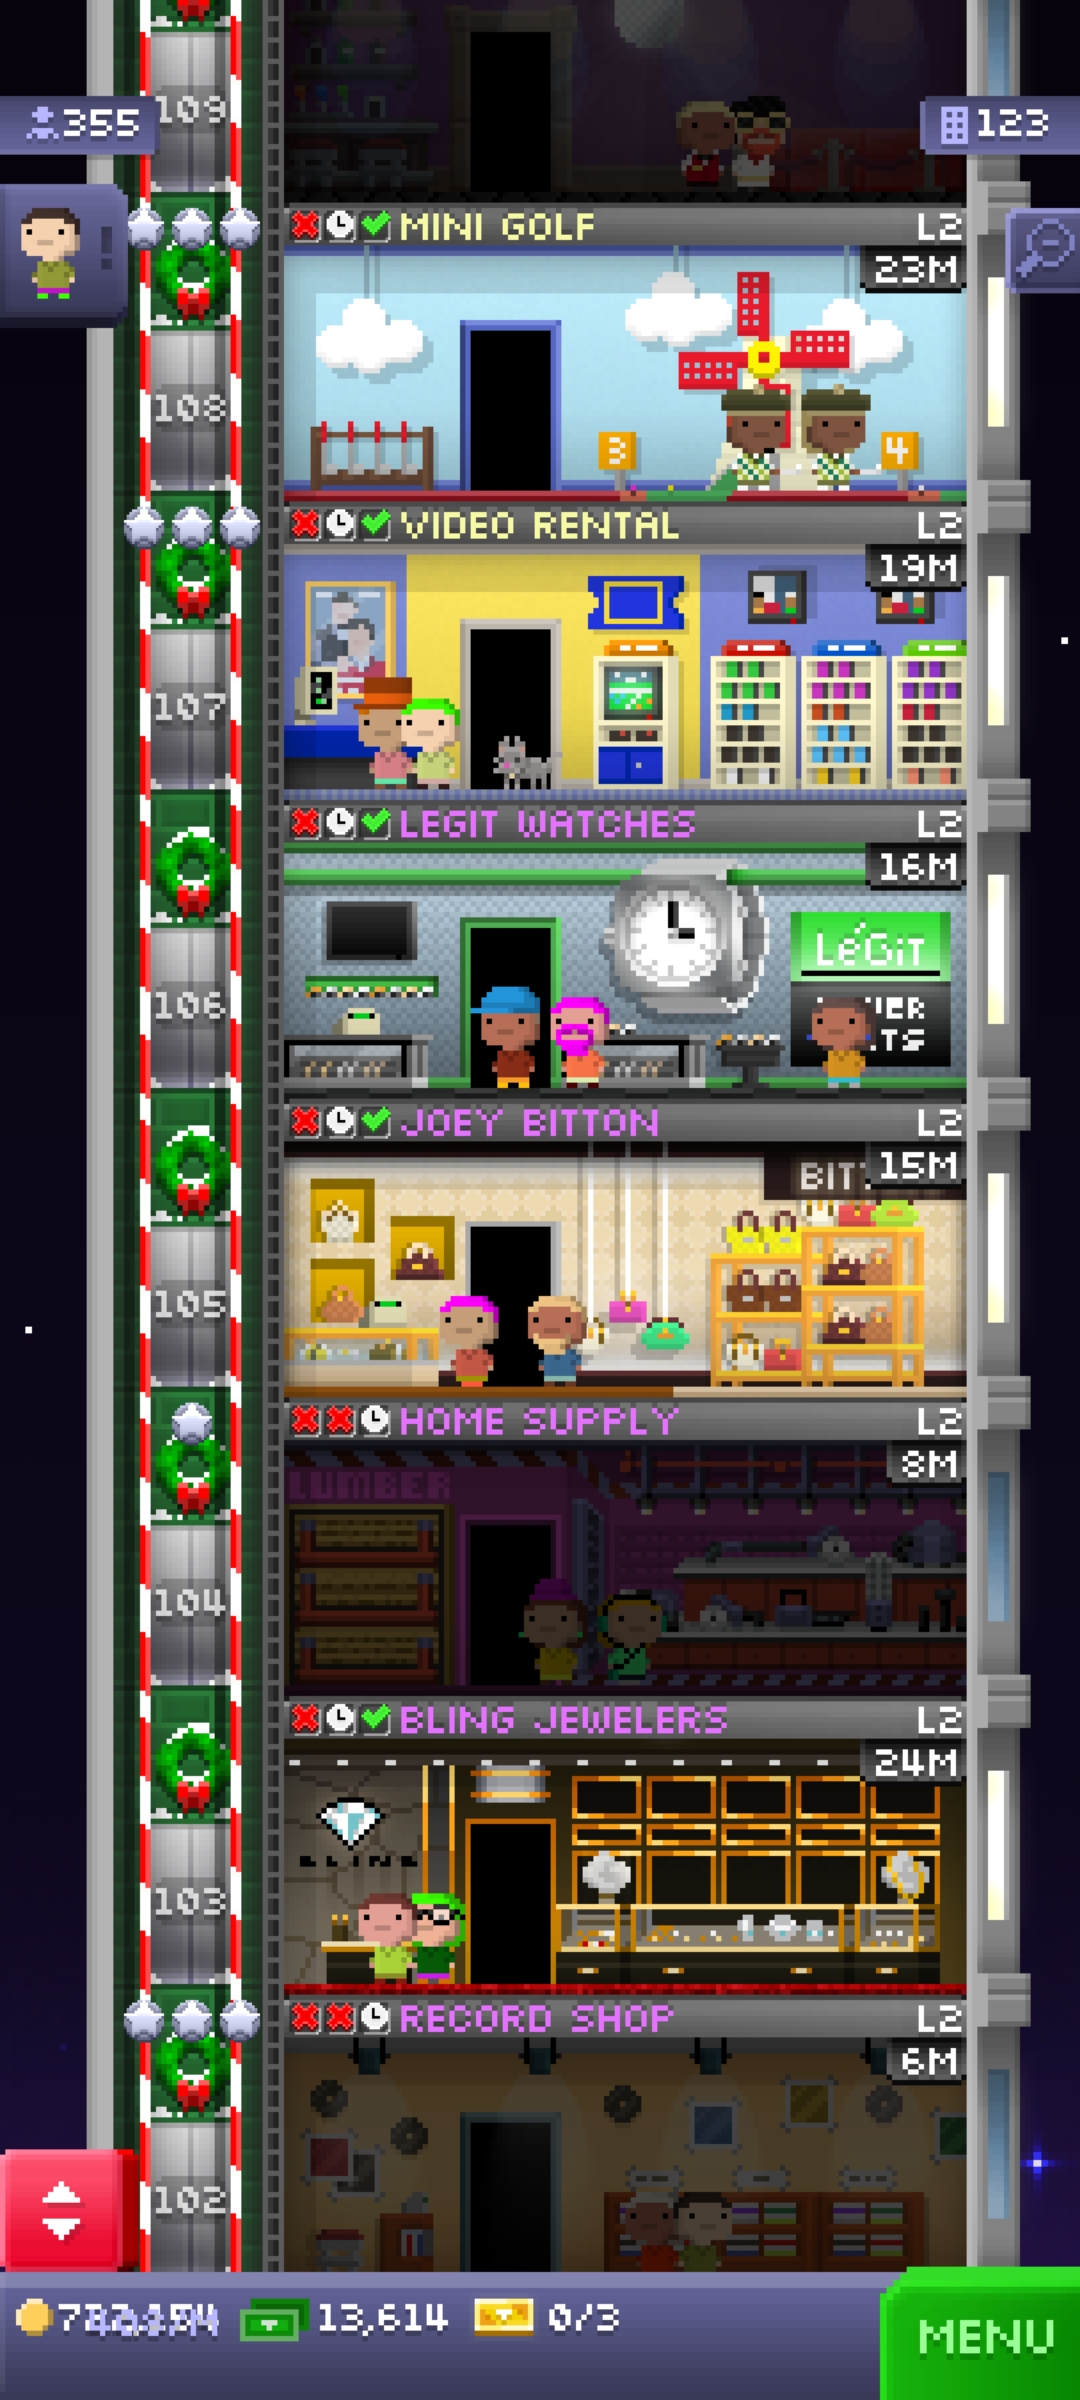 109
355
123
MINI GOLF
L2
23M
108
3
4
VIDEO RENTAL
L2
19M
107
LEGIT WATCHES
L2
16M
LéGiT
106
JOEY BITTON
L2
15M
105
HOME SUPPLY
L2
8M
LUMBER
104
BLING JEWELERS
L2
24M
BLING
103
RECORD SHOP
L2
6M
102
13,614
0/3
MENU